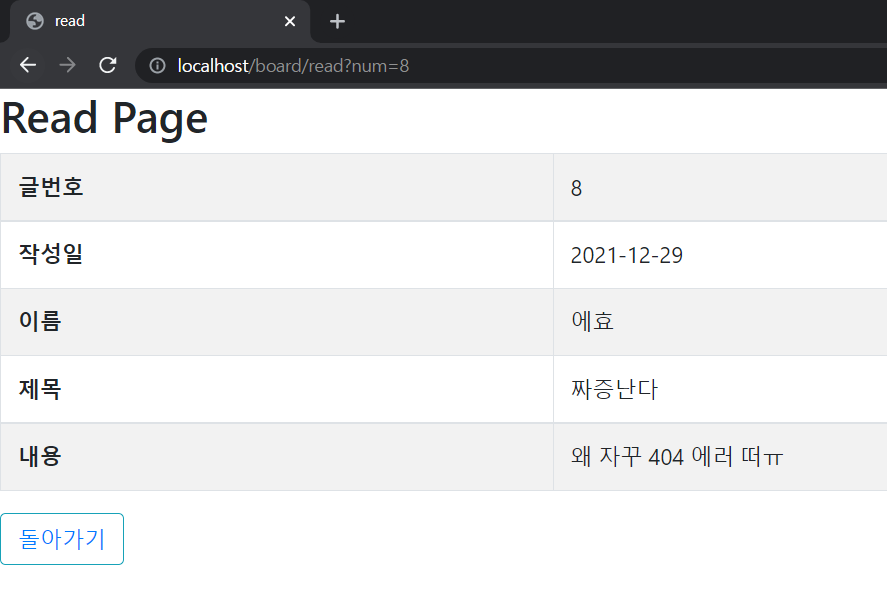 read
localhost/board/read?num=8
Read Page
글번호 8
작성일 2021-12-29
이름 에효
제목 짜증난다
내용 왜 자꾸 404 에러 떠ㅠ
돌아가기